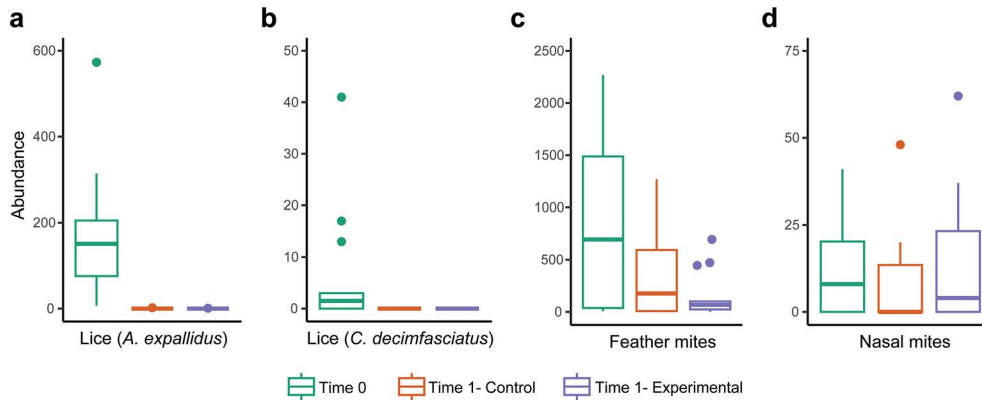 a
b
c
d
Abundance
600
400
200
0
50
40
30
20
10
0
2500
2000
1500
1000
500
0
75
50
25
0
Lice (A. expallidus)
Lice (C. decimfasciatus)
Feather mites
Nasal mites
Time 0
Time 1- Control
Time 1- Experimental